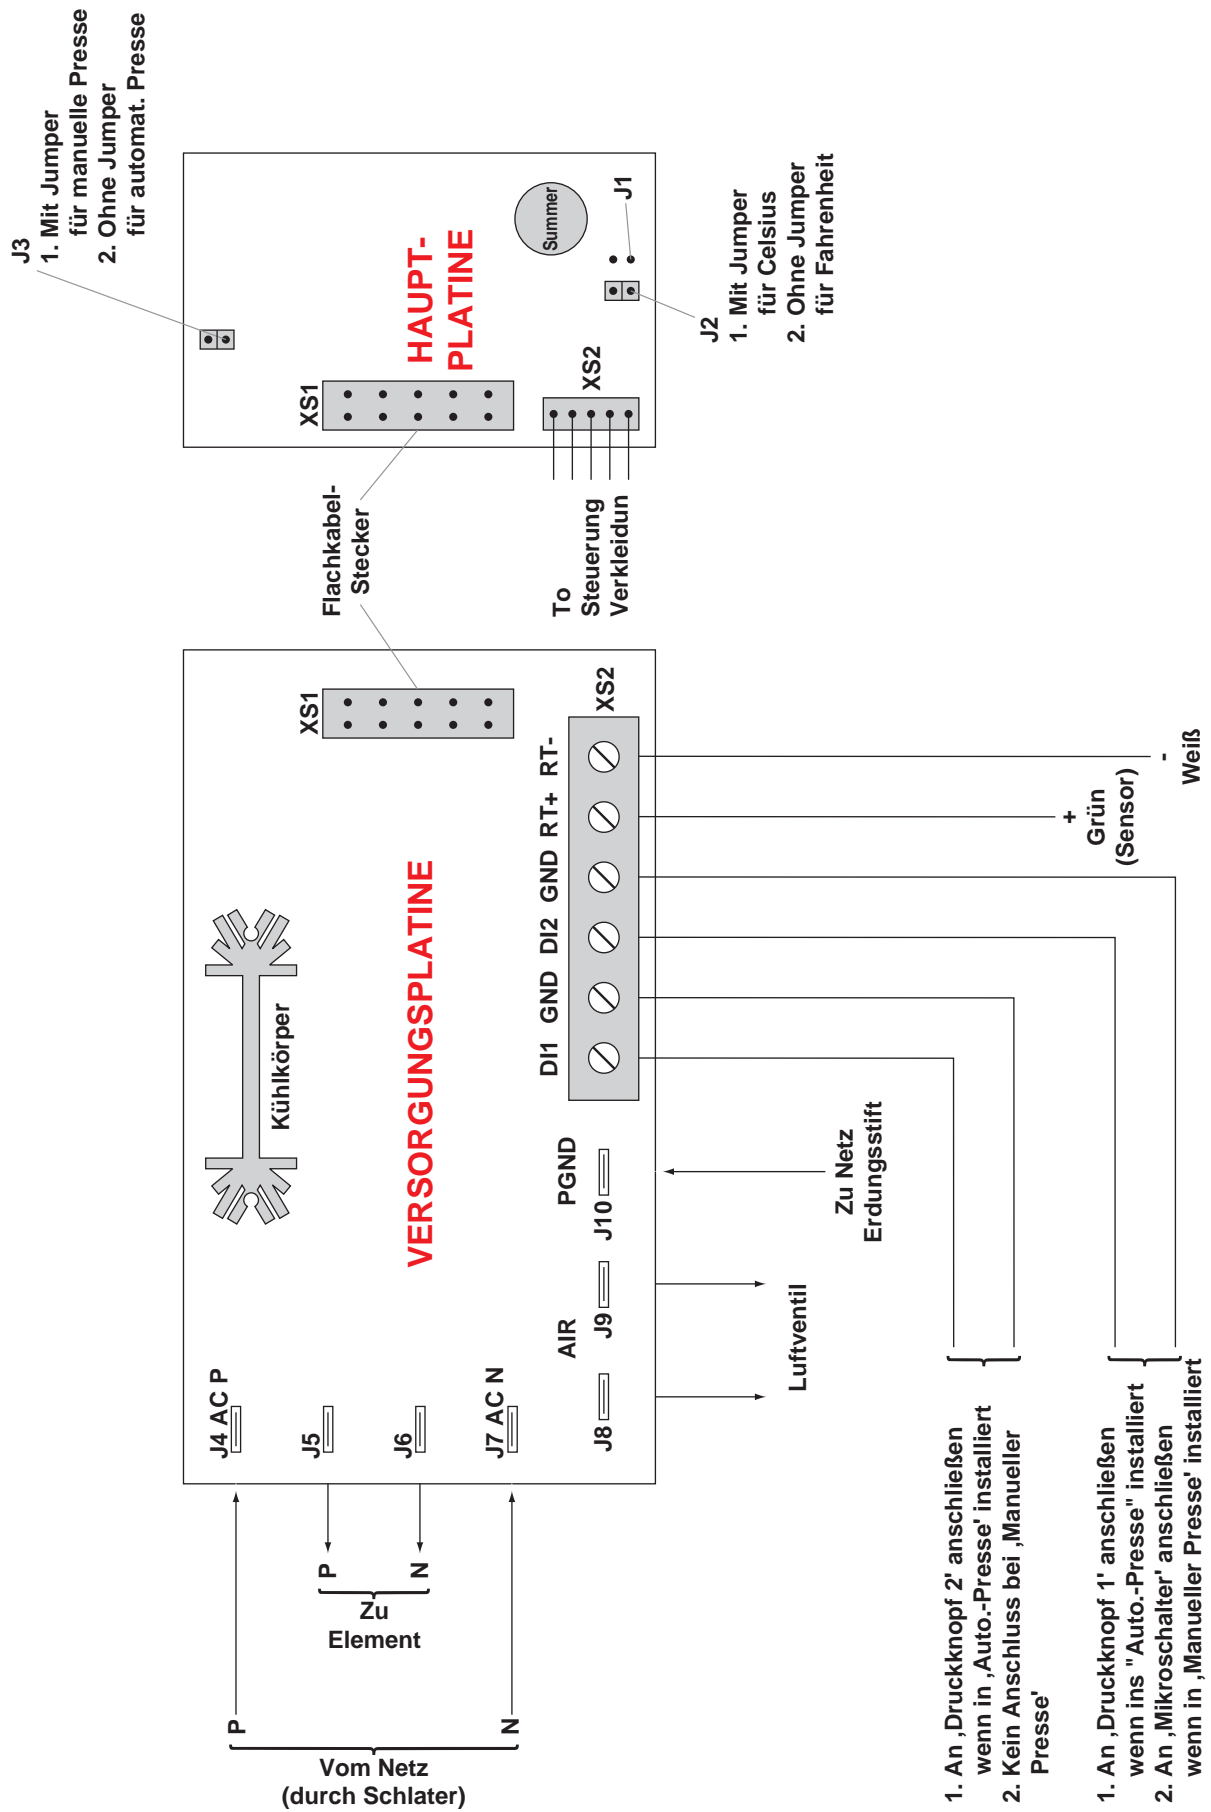 J3
1. Mit Jumper
für manuelle Presse
2. Ohne Jumper
für automat. Presse
HAUPT-
PLATINE
Summer
J1
XS1
XS2
J2
1. Mit Jumper
für Celsius
2. Ohne Jumper
für Fahrenheit
Flachkabel-
Stecker
To
Steuerung
Verkleidun
XS1
XS2
Kühlkörper
VERSORGUNGSPLATINE
DI1 GND DI2 GND RT+ RT-
J4 AC P
J5
J6
J7 AC N
J8
AIR
J9
PGND
J10
P
N
Zu
Element
P
N
Vom Netz
(durch Schlater)
Luftventil
Zu Netz
Erdungsstift
+
Grün
(Sensor)
-
Weiß
1. An ,Druckknopf 2' anschließen
wenn in ,Auto.-Presse' installiert
2. Kein Anschluss bei ,Manueller
Presse'
1. An ,Druckknopf 1' anschließen
wenn ins "Auto.-Presse" installiert
2. An ,Mikroschalter' anschließen
wenn in ,Manueller Presse' installiert